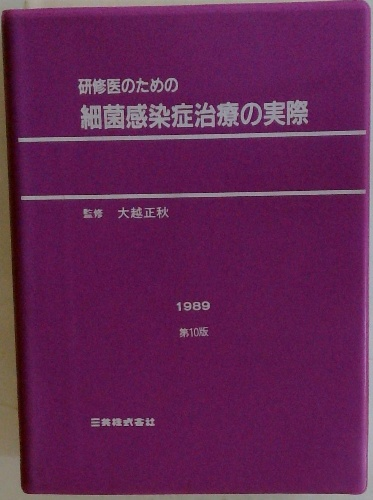 研修医のための
細菌感染症治療の実際
監修 大越正秋
1989
第10版
三共株式会社